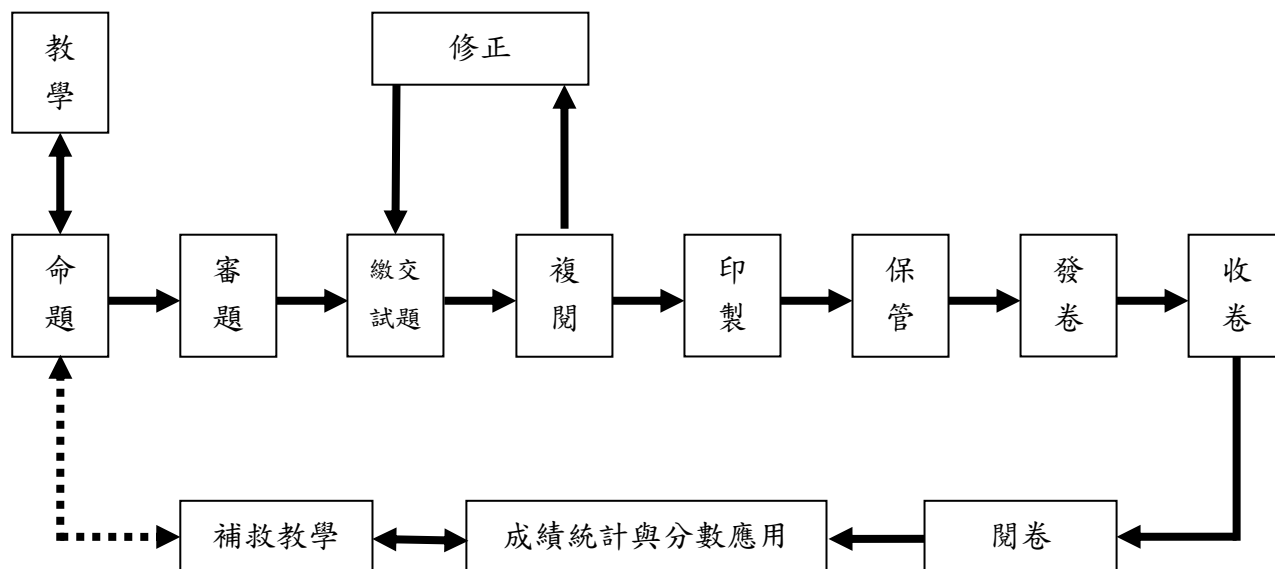 教學
修正
命題
審題
繳交
試題
複閱
印製
保管
發卷
收卷
補救教學
成績統計與分數應用
閱卷